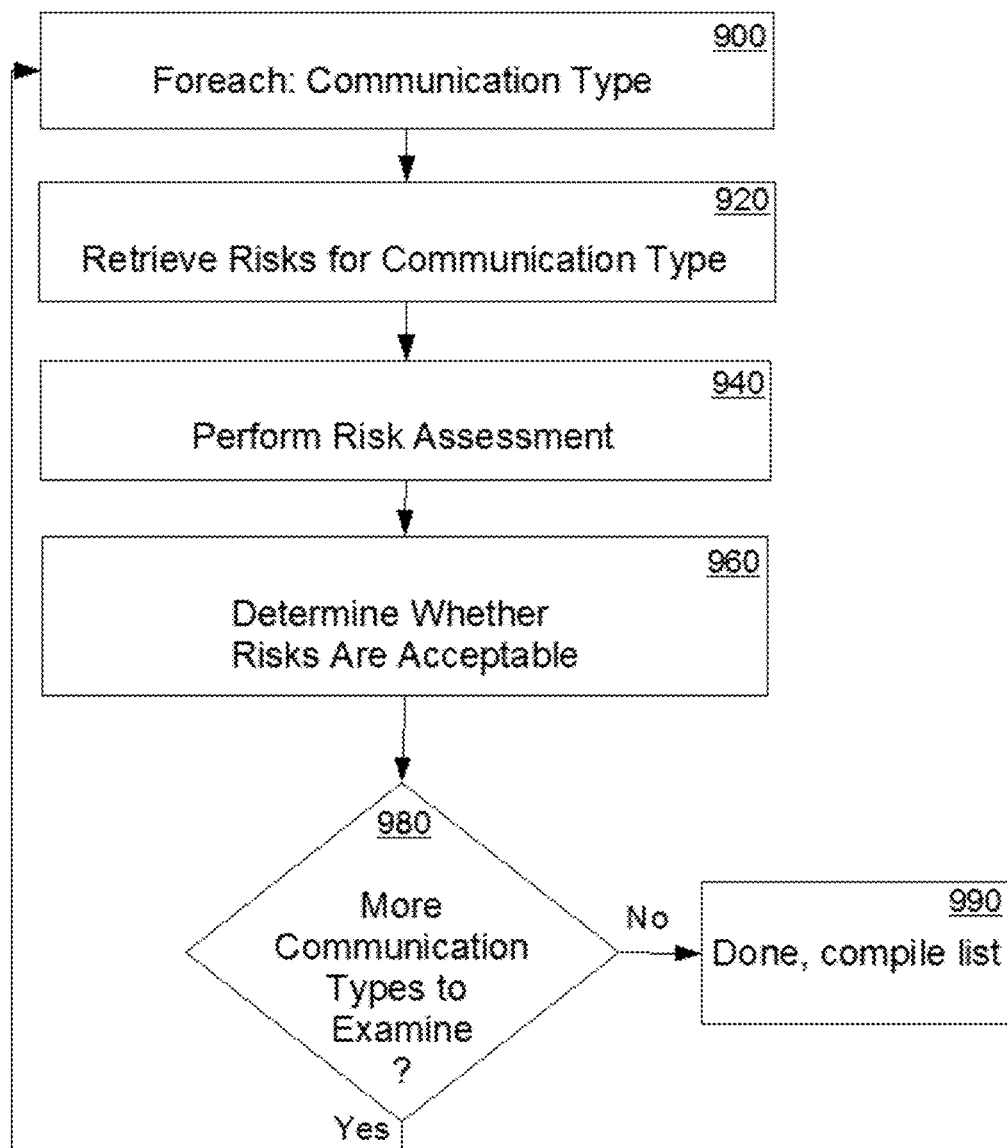 900
Foreach: Communication Type
920
Retrieve Risks for Communication Type
940
Perform Risk Assessment
960
Determine Whether
Risks Are Acceptable
980
More
Communication
Types to
Examine
?
No
990
Done, compile list
Yes